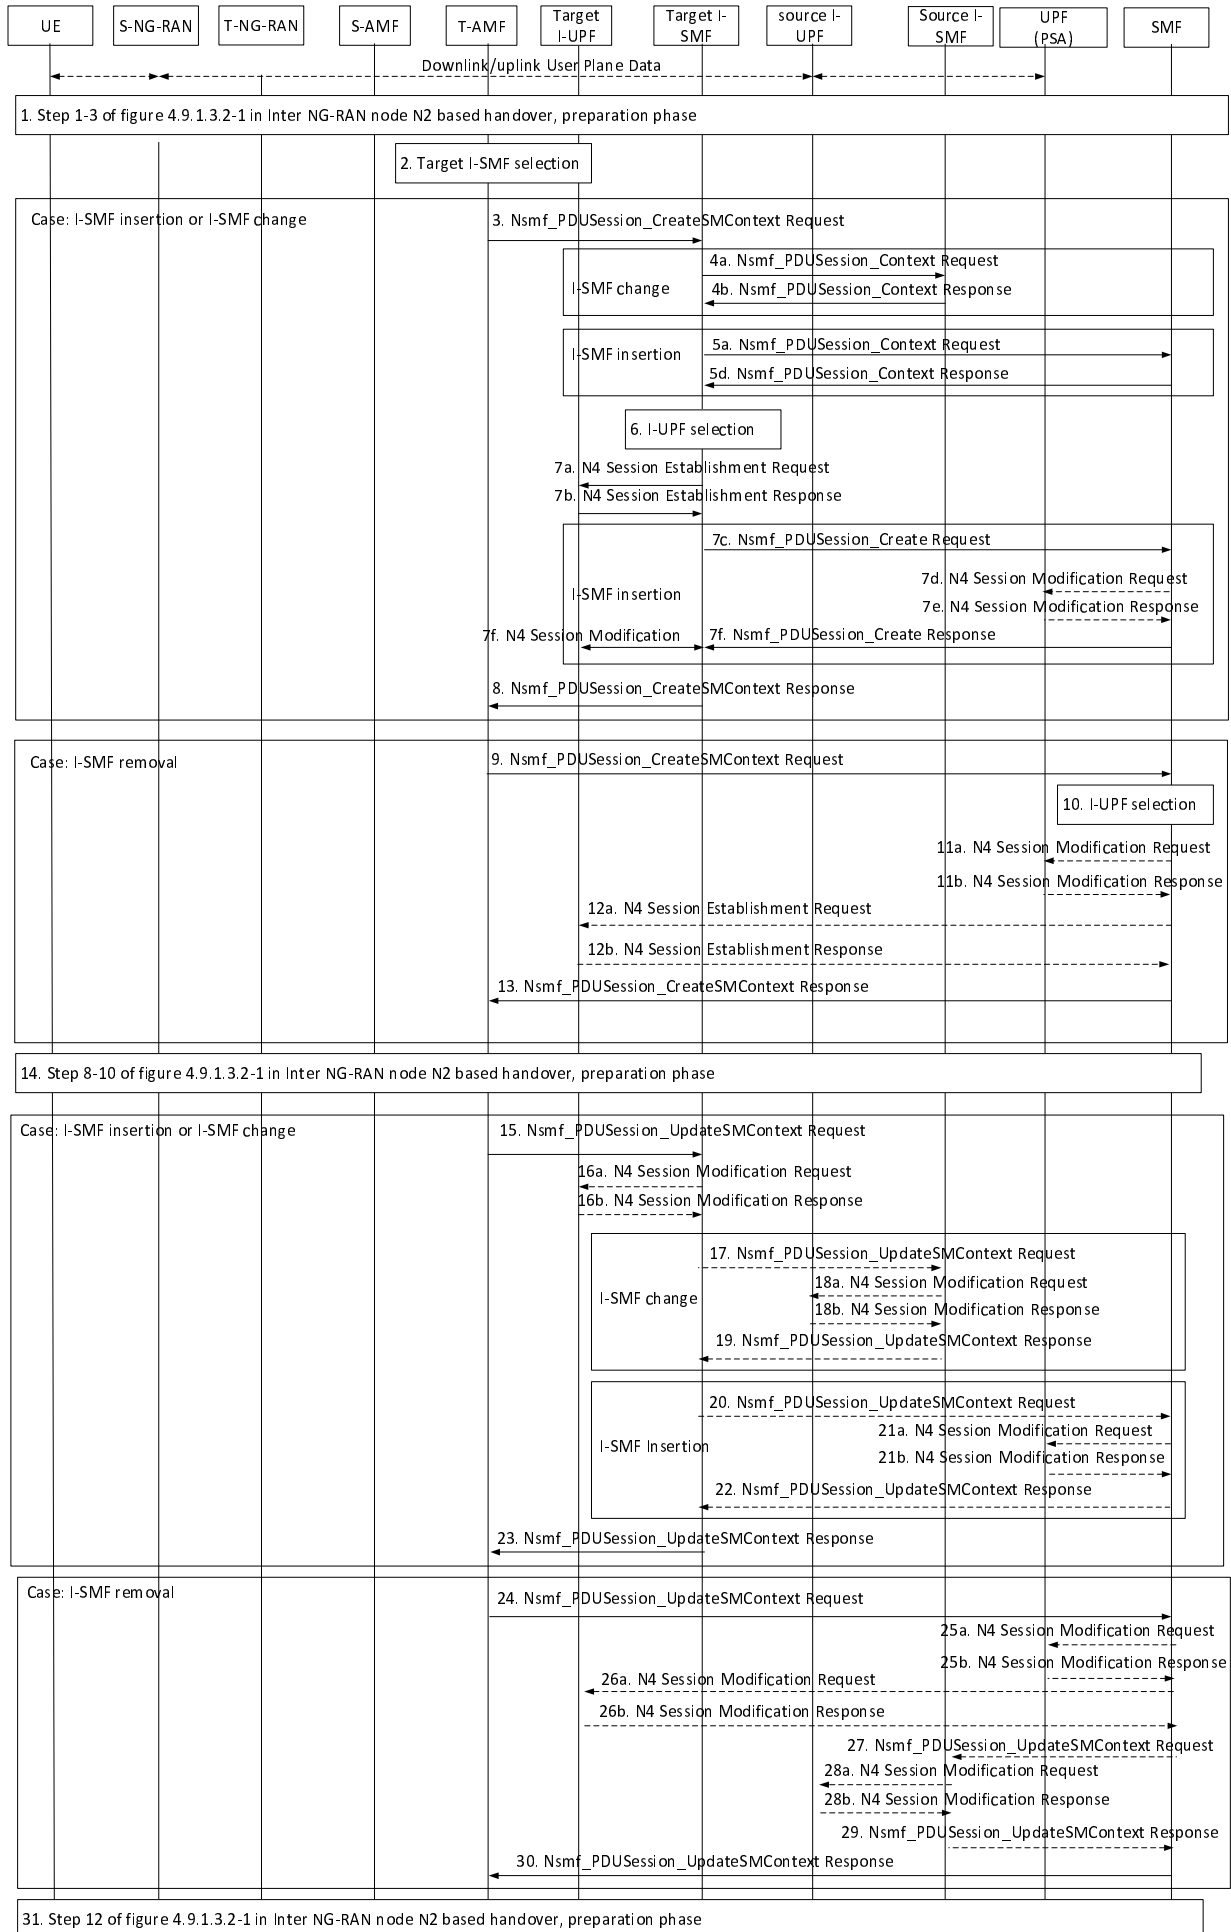 UE
S-NG-RAN
T-NG-RAN
S-AMF
T-AMF
Target
I-UPF
Target I-
SMF
source I-
UPF
Source I-
SMF
UPF
(PSA)
SMF
Downlink/uplink User Plane Data
1. Step 1-3 of figure 4.9.1.3.2-1 in Inter NG-RAN node N2 based handover, preparation phase
2. Target I-SMF selection
Case: I-SMF insertion or I-SMF change
3. Nsmf_PDUSession_CreateSMContext Request
4a. Nsmf_PDUSession_Context Request
I-SMF change
4b. Nsmf_PDUSession_Context Response
5a. Nsmf_PDUSession_Context Request
I-SMF insertion
5d. Nsmf_PDUSession_Context Response
6. I-UPF selection
7a. N4 Session Establishment Request
7b. N4 Session Establishment Response
7c. Nsmf_PDUSession_Create Request
7d. N4 Session Modification Request
I-SMF insertion
7e. N4 Session Modification Response
7f. N4 Session Modification
7f. Nsmf_PDUSession_Create Response
8. Nsmf_PDUSession_CreateSMContext Response
Case: I-SMF removal
9. Nsmf_PDUSession_CreateSMContext Request
10. I-UPF selection
11a. N4 Session Modification Request
11b. N4 Session Modification Response
12a. N4 Session Establishment Request
12b. N4 Session Establishment Response
13. Nsmf_PDUSession_CreateSMContext Response
14. Step 8-10 of figure 4.9.1.3.2-1 in Inter NG-RAN node N2 based handover, preparation phase
Case: I-SMF insertion or I-SMF change
15. Nsmf_PDUSession_UpdateSMContext Request
16a. N4 Session Modification Request
16b. N4 Session Modification Response
17. Nsmf_PDUSession_UpdateSMContext Request
18a. N4 Session Modification Request
I-SMF change
18b. N4 Session Modification Response
19. Nsmf_PDUSession_UpdateSMContext Response
20. Nsmf_PDUSession_UpdateSMContext Request
21a. N4 Session Modification Request
I-SMF Insertion
21b. N4 Session Modification Response
22. Nsmf_PDUSession_UpdateSMContext Response
23. Nsmf_PDUSession_UpdateSMContext Response
Case: I-SMF removal
24. Nsmf_PDUSession_UpdateSMContext Request
25a. N4 Session Modification Request
25b. N4 Session Modification Response
26a. N4 Session Modification Request
26b. N4 Session Modification Response
27. Nsmf_PDUSession_UpdateSMContext Request
28a. N4 Session Modification Request
28b. N4 Session Modification Response
29. Nsmf_PDUSession_UpdateSMContext Response
30. Nsmf_PDUSession_UpdateSMContext Response
31. Step 12 of figure 4.9.1.3.2-1 in Inter NG-RAN node N2 based handover, preparation phase